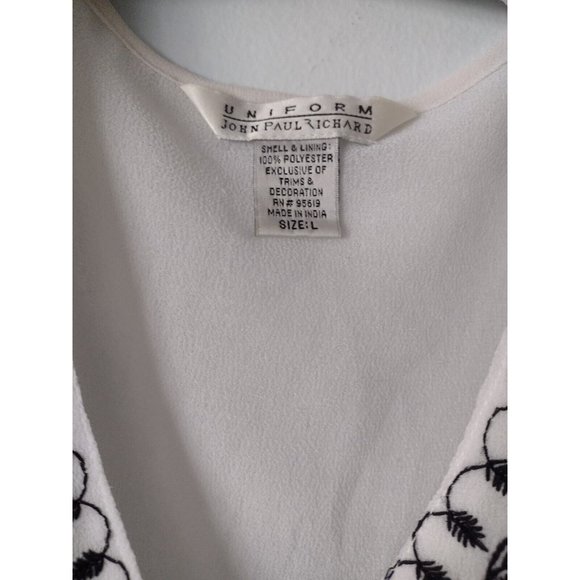 UNIFORM
JOHN PAUL RICHARD
SHELL & LINING:
100% POLYESTER
EXCLUSIVE OF
TRIMS &
DECORATION
RN# 95619
MADE IN INDIA
SIZE: L